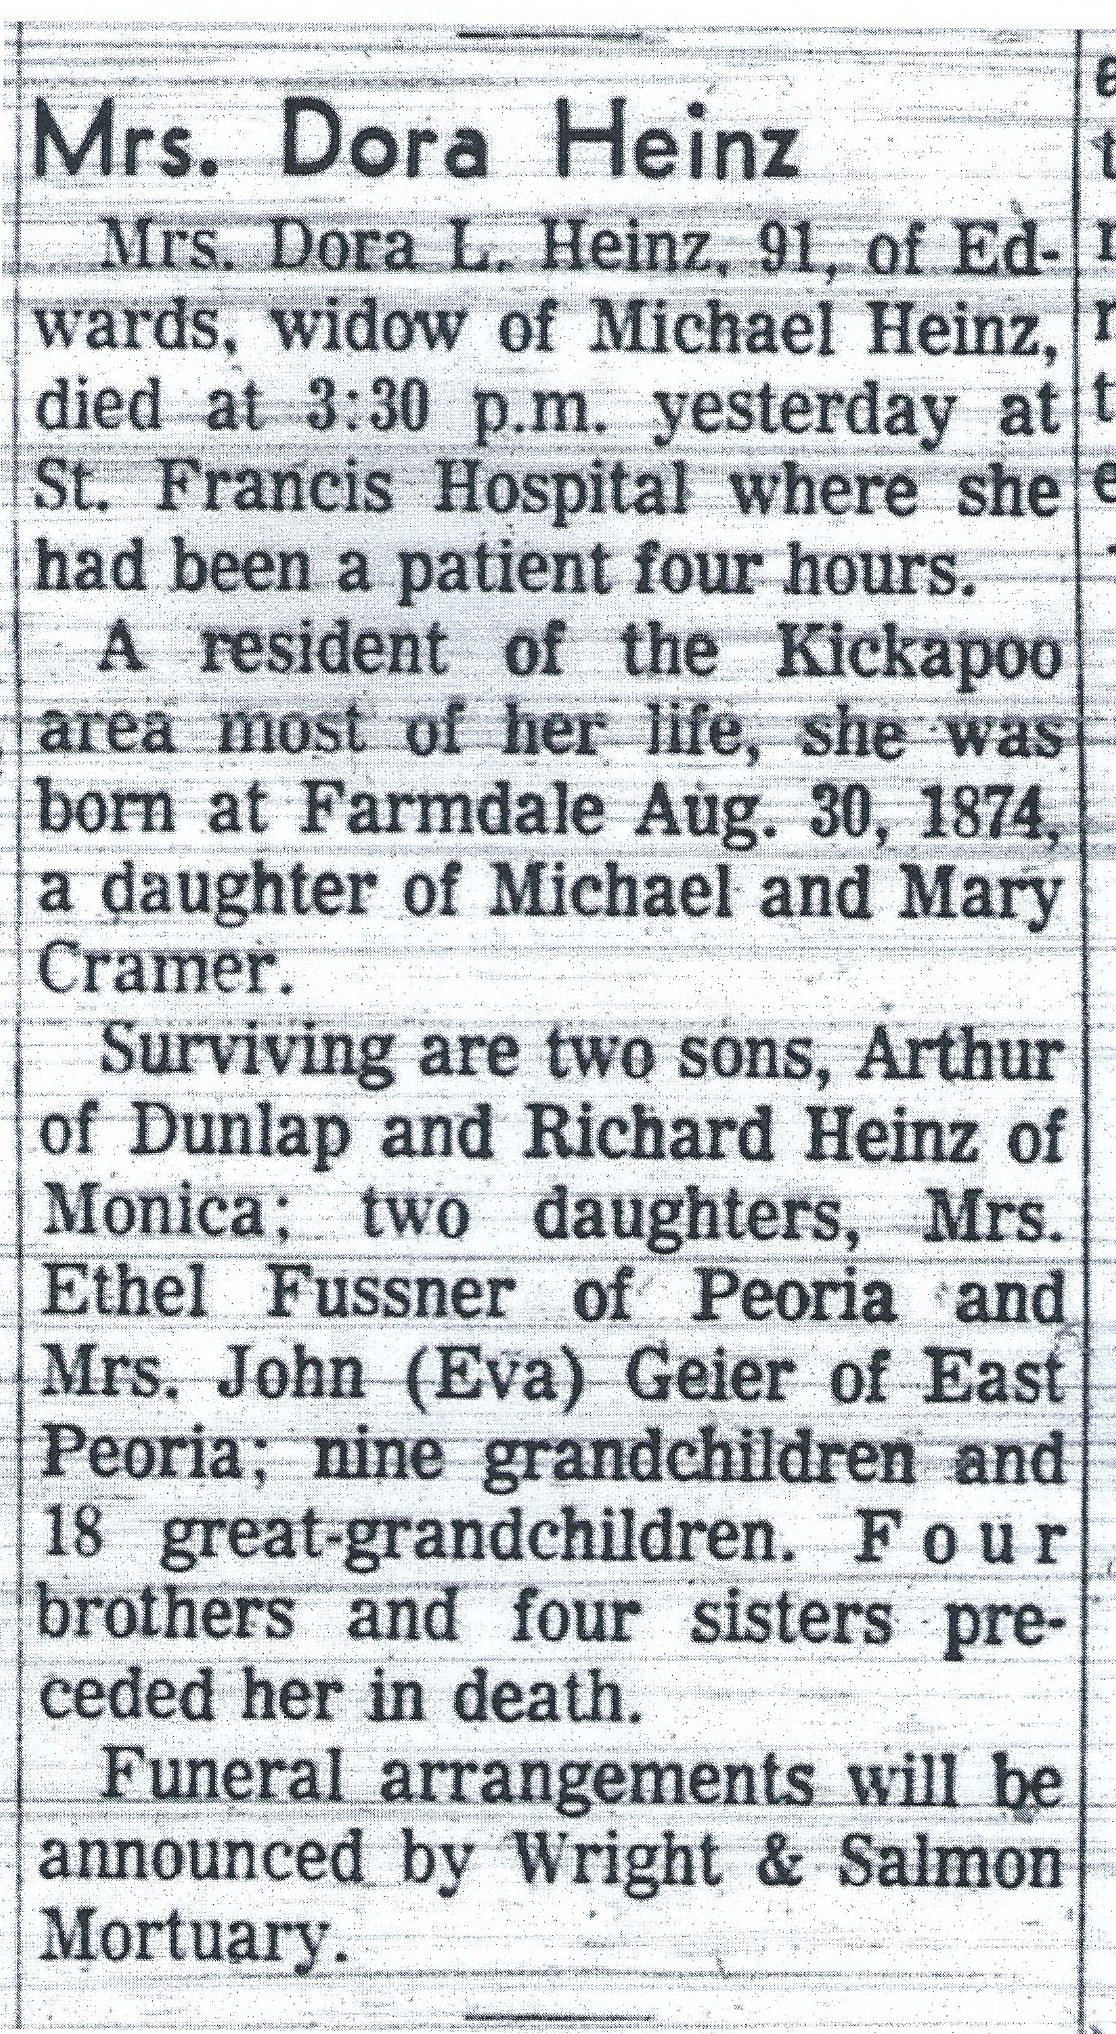 Mrs. Dora Heinz
Mrs. Dora L. Heinz, 91, of Ed-
wards, widow of Michael Heinz,
died at 3:30 p.m. yesterday at
St. Francis Hospital where she
had been a patient four hours.
A resident of the Kickapoo
area most of her life, she was
born at Farmdale Aug. 30, 1874,
a daughter of Michael and Mary
Cramer.
Surviving are two sons, Arthur
of Dunlap and Richard Heinz of
Monica; two daughters, Mrs.
Ethel Fussner of Peoria and
Mrs. John (Eva) Geier of East
Peoria; nine grandchildren and
18 great-grandchildren. Four
brothers and four sisters pre-
ceded her in death.
Funeral arrangements will be
announced by Wright & Salmon
Mortuary.